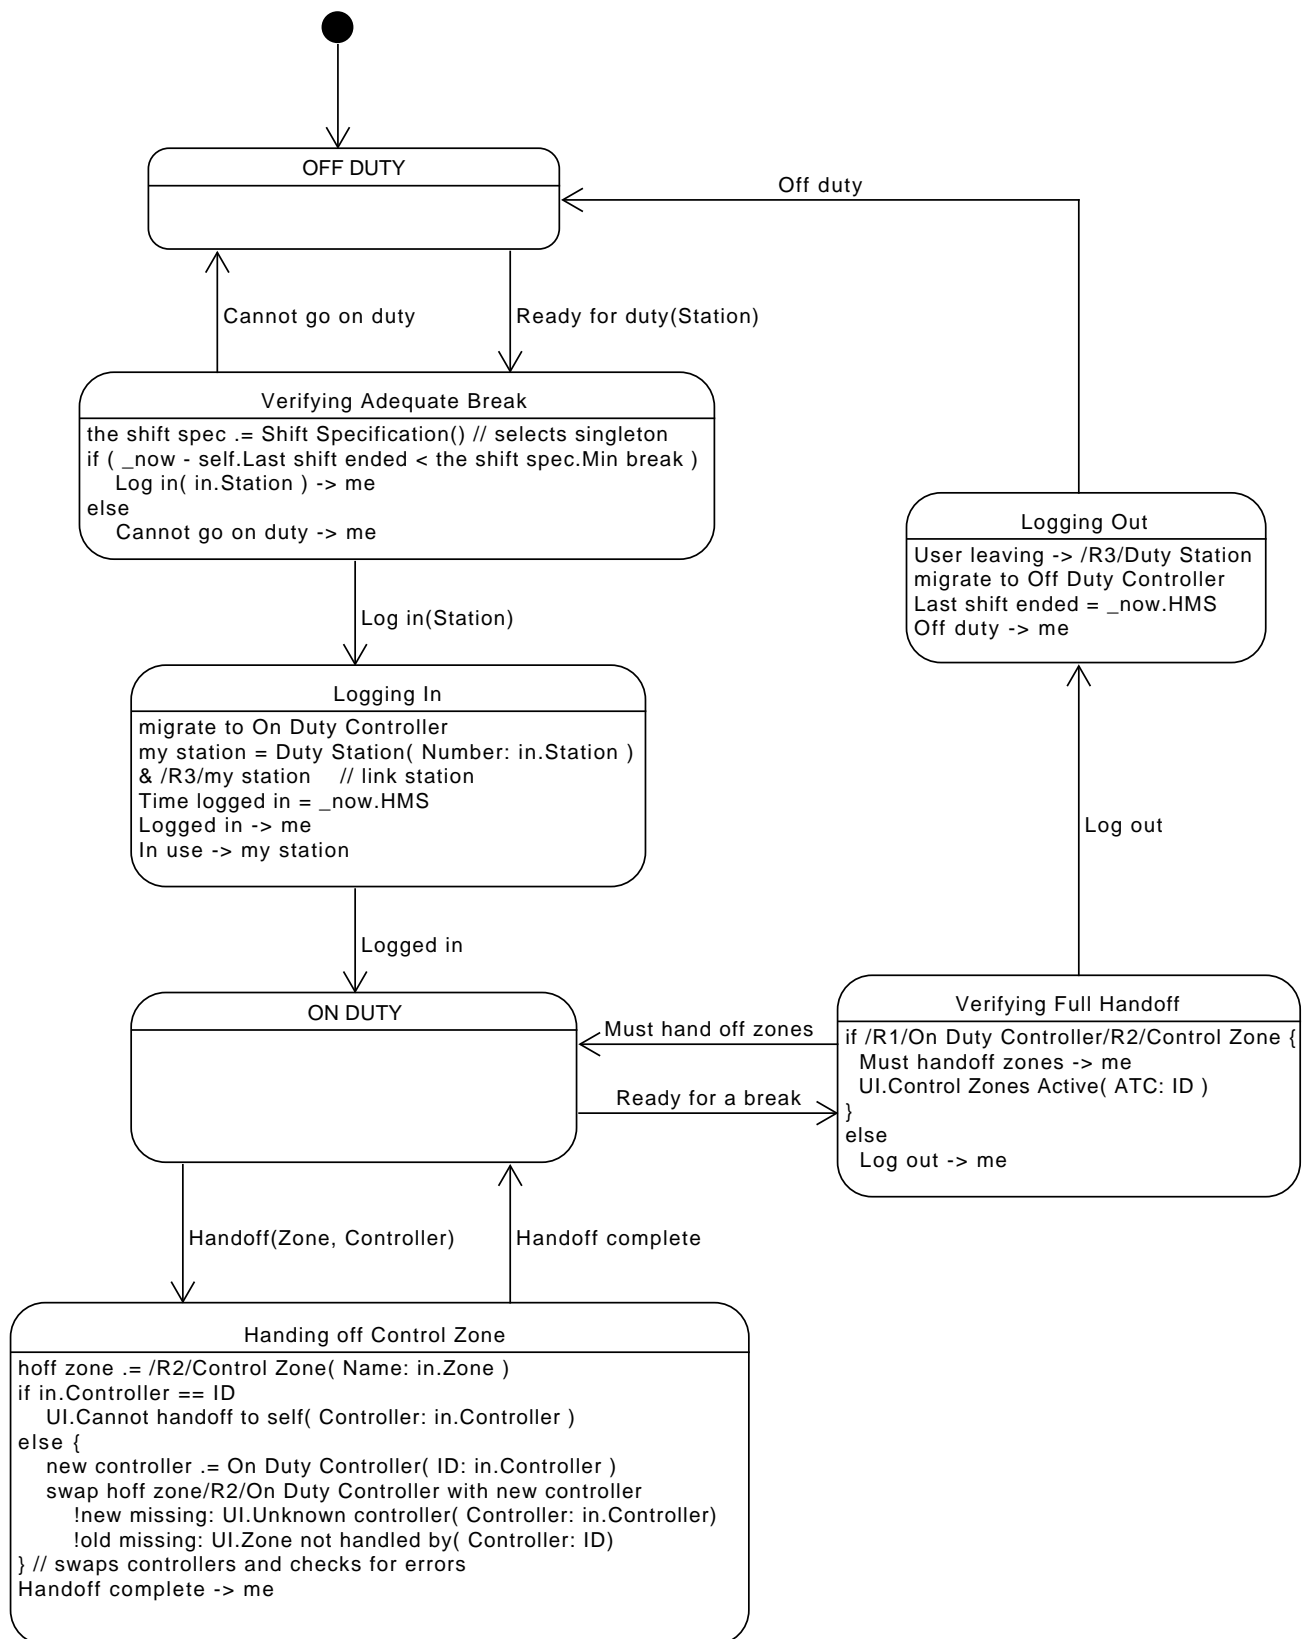 OFF DUTY
Off duty
Cannot go on duty
Ready for duty(Station)
Verifying Adequate Break
the shift spec .= Shift Specification() // selects singleton
if ( _now - self.Last shift ended < the shift spec.Min break )
Log in( in.Station ) -> me
else
Cannot go on duty -> me
Logging Out
User leaving -> /R3/Duty Station
migrate to Off Duty Controller
Last shift ended = _now.HMS
Off duty -> me
Log in(Station)
Logging In
migrate to On Duty Controller
my station = Duty Station( Number: in.Station )
& /R3/my station // link station
Time logged in = _now.HMS
Logged in -> me
In use -> my station
Log out
Logged in
ON DUTY
Must hand off zones
Ready for a break
Verifying Full Handoff
if /R1/On Duty Controller/R2/Control Zone {
Must handoff zones -> me
UI.Control Zones Active( ATC: ID )
}
else
Log out -> me
Handoff(Zone, Controller)
Handoff complete
Handing off Control Zone
hoff zone .= /R2/Control Zone( Name: in.Zone )
if in.Controller == ID
UI.Cannot handoff to self( Controller: in.Controller )
else {
new controller .= On Duty Controller( ID: in.Controller )
swap hoff zone/R2/On Duty Controller with new controller
!new missing: UI.Unknown controller( Controller: in.Controller)
!old missing: UI.Zone not handled by( Controller: ID)
} // swaps controllers and checks for errors
Handoff complete -> me